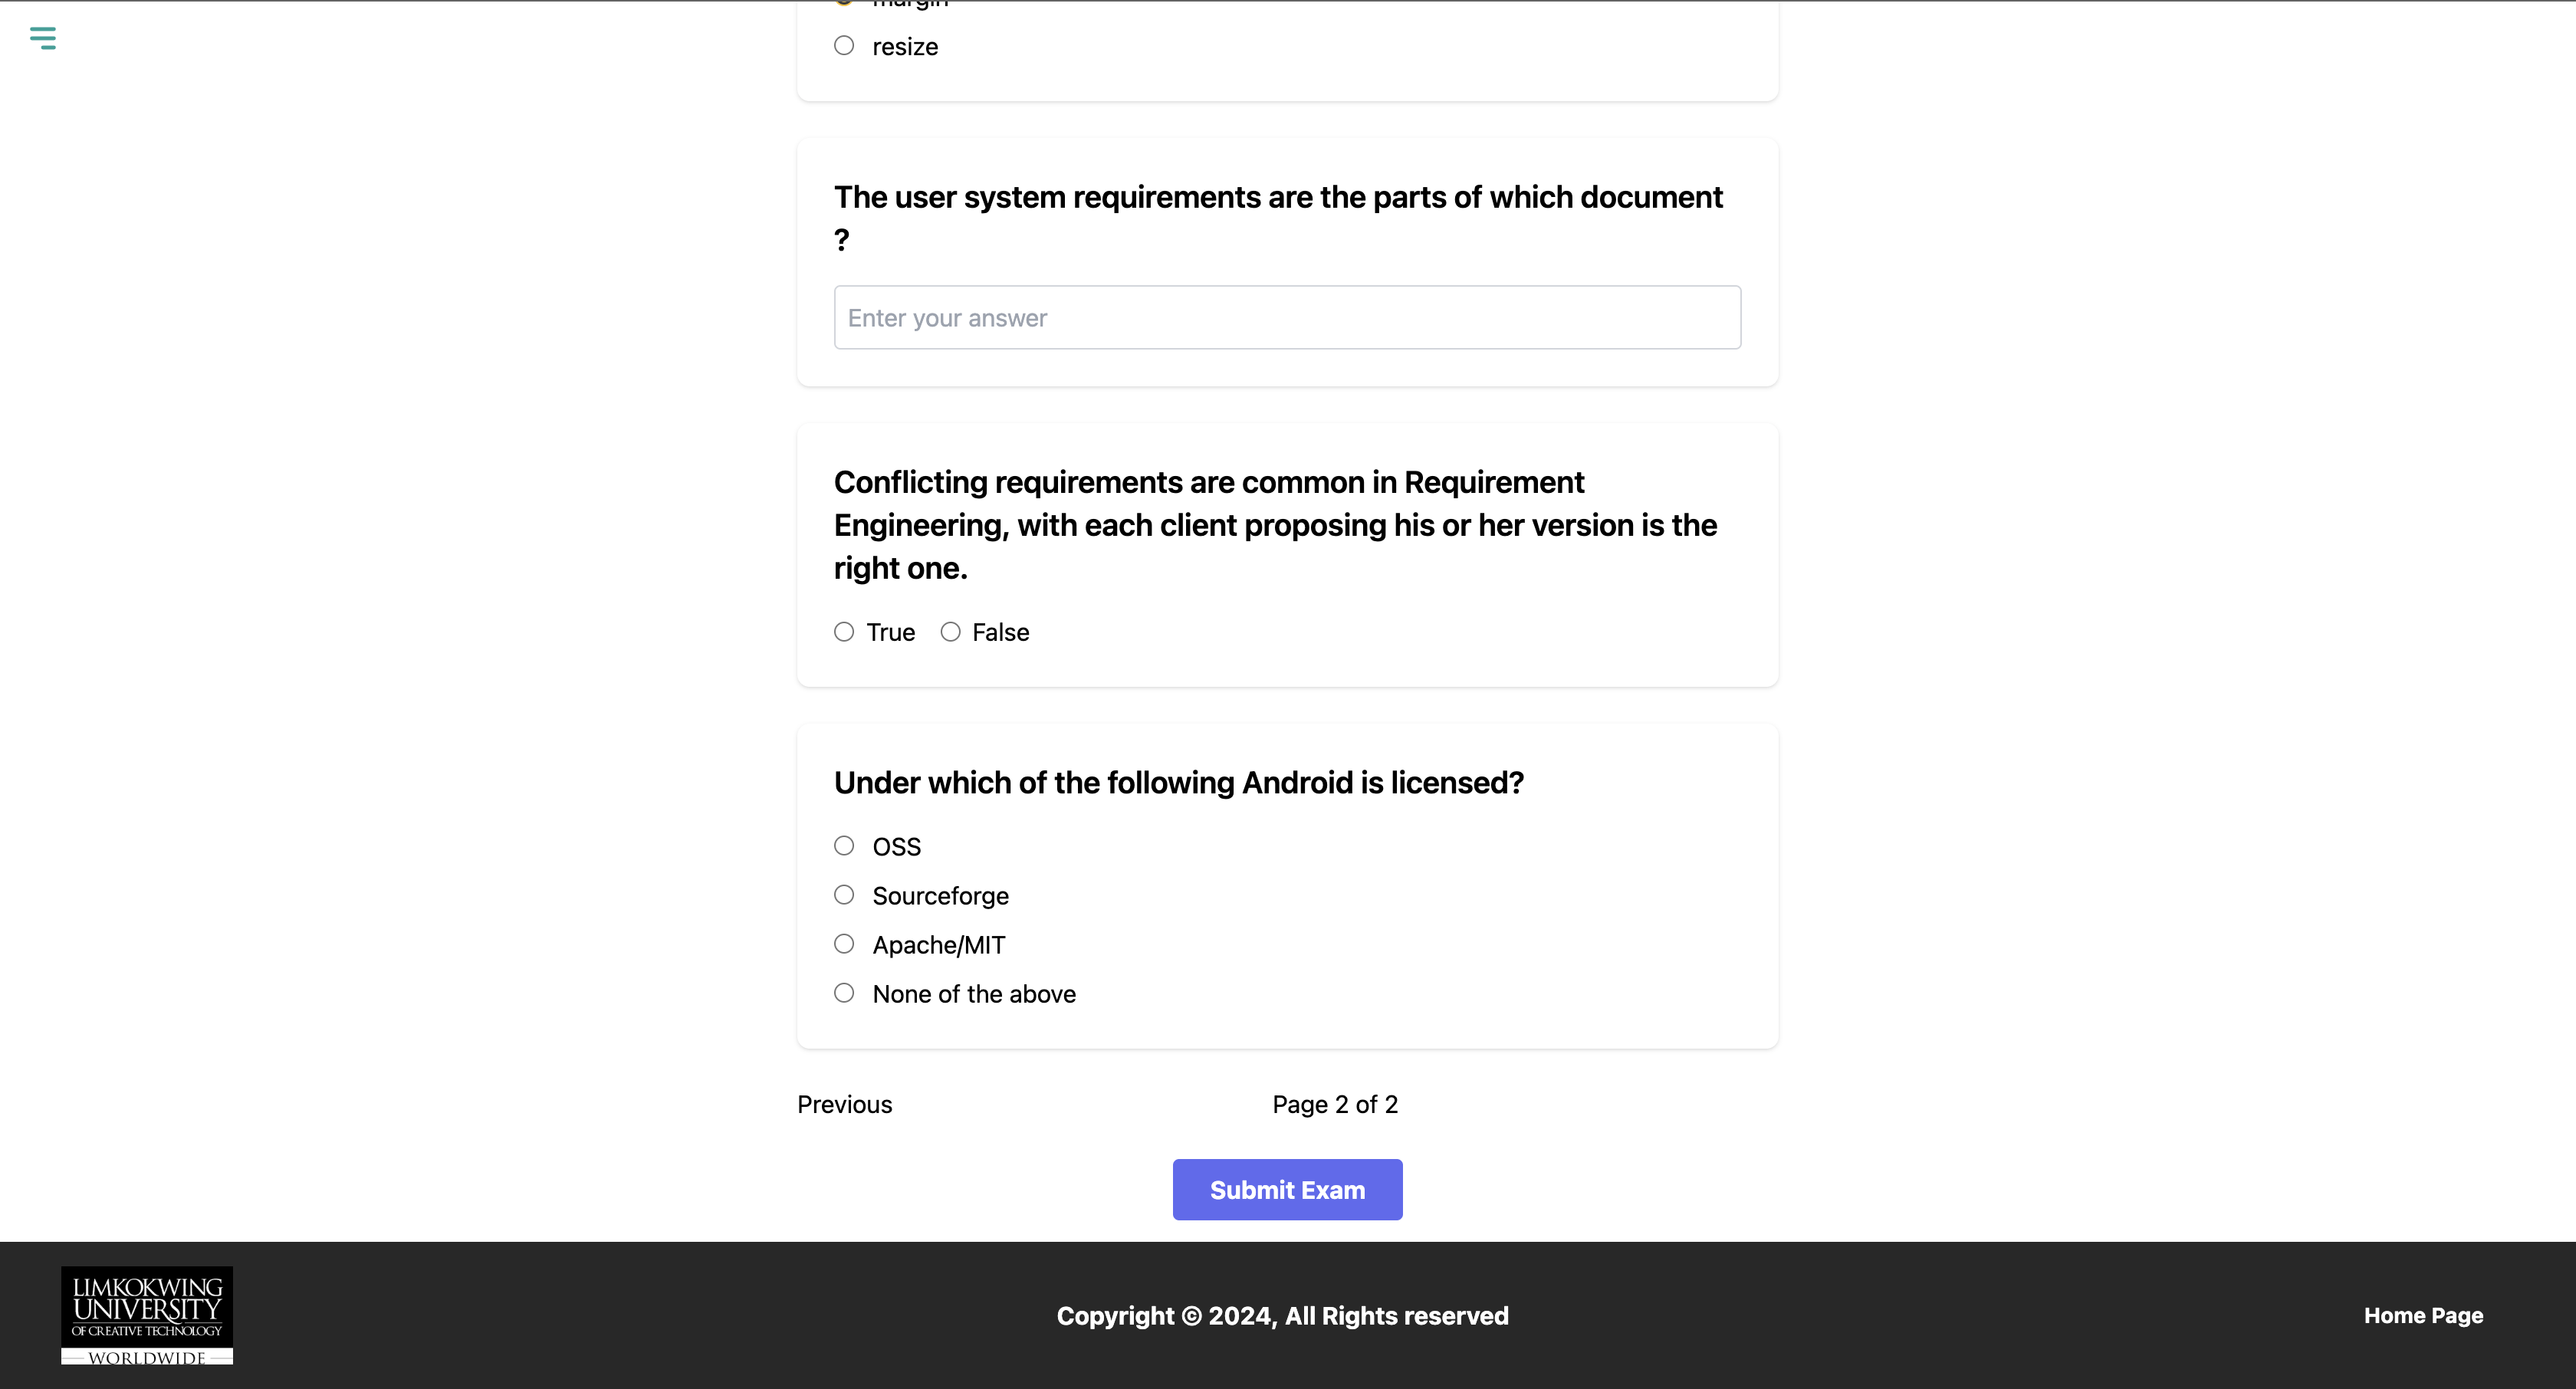 margin
resize
The user system requirements are the parts of which document
?
Enter your answer
Conflicting requirements are common in Requirement
Engineering, with each client proposing his or her version is the
right one.
True False
Under which of the following Android is licensed?
OSS
Sourceforge
Apache/MIT
None of the above
Previous Page 2 of 2
Submit Exam
LIMKOKWING
UNIVERSITY
OF CREATIVE TECHNOLOGY
WORLDWIDE
Copyright © 2024, All Rights reserved
Home Page